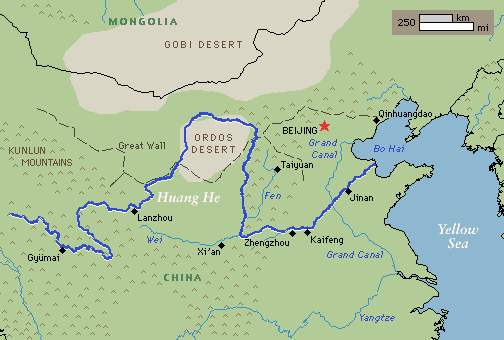 MONGOLIA
250
km
mi
GOBI DESERT
Qinhuangdao
BEIJING
ORDOS
DESERT
Grand
Canal
Bo Hai
Great Wall
KUNLUN
MOUNTAINS
Taiyuan
Huang He
Fen
Jinan
Lanzhou
Wei
Xi'an
Zhengzhou
Kaifeng
Yellow
Sea
Gyümai
Grand Canal
CHINA
Yangtze